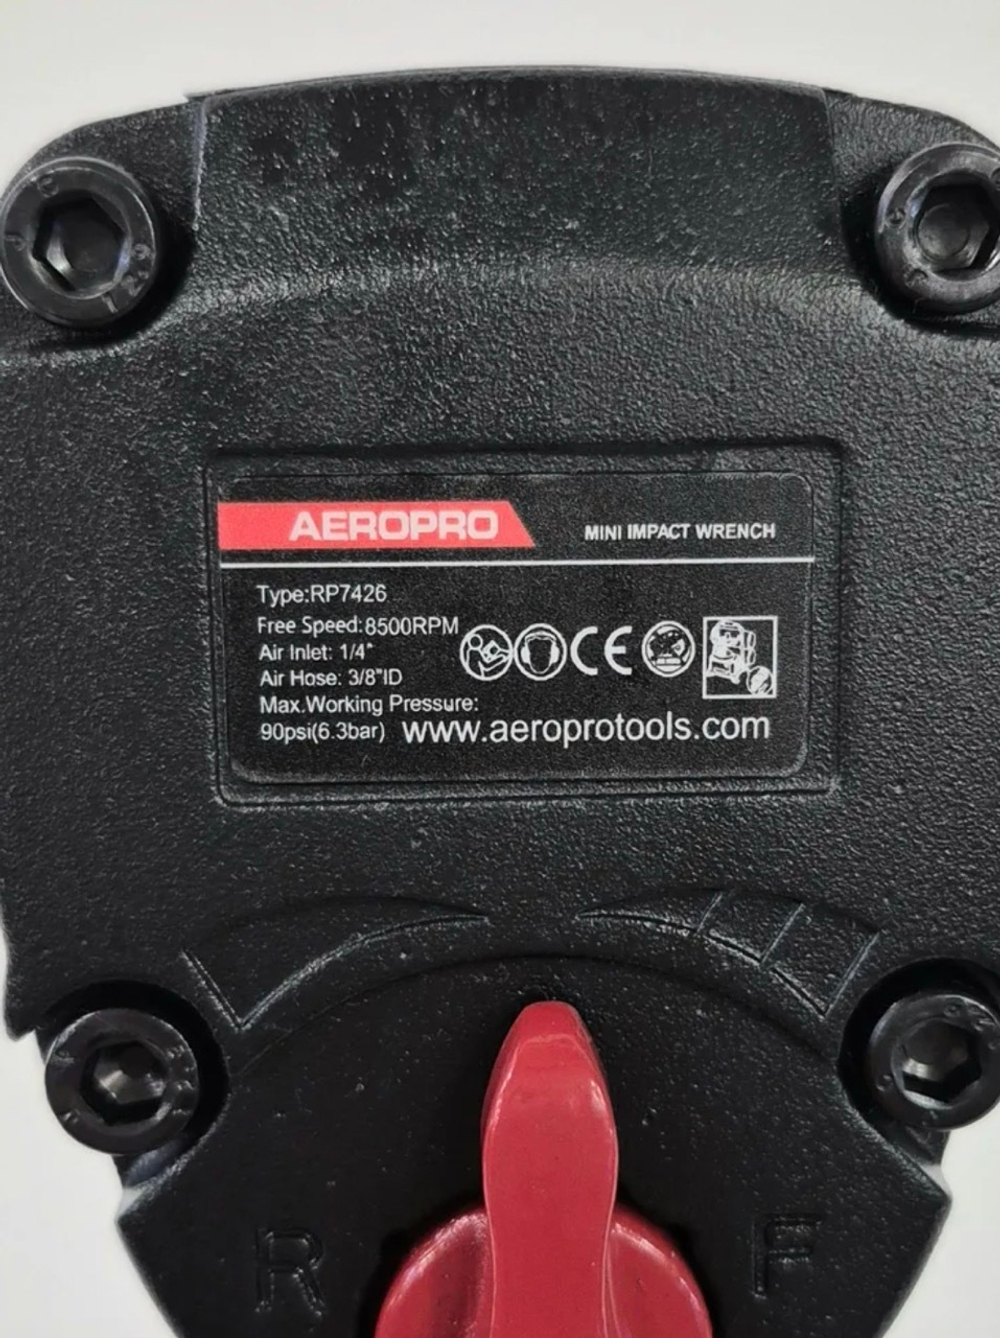 AEROPRO
MINI IMPACT WRENCH
Type:RP7426
Free Speed:8500RPM
Air Inlet: 1/4"
Air Hose: 3/8"ID
CE
Max.Working Pressure:
90psi(6.3bar) www.aeroprotools.com
R F